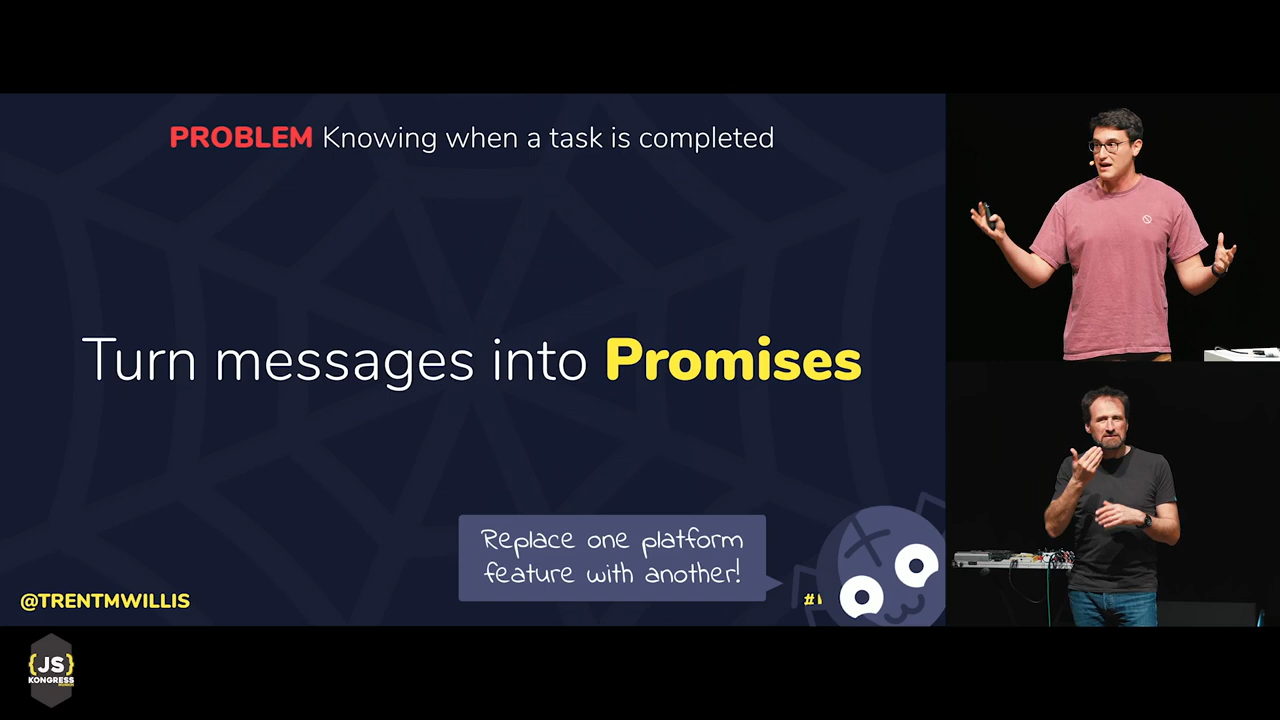 PROBLEM Knowing when a task is completed
Turn messages into Promises
Replace one platform
feature with another!
@TRENTMWILLIS
{JS}
KONGRESS